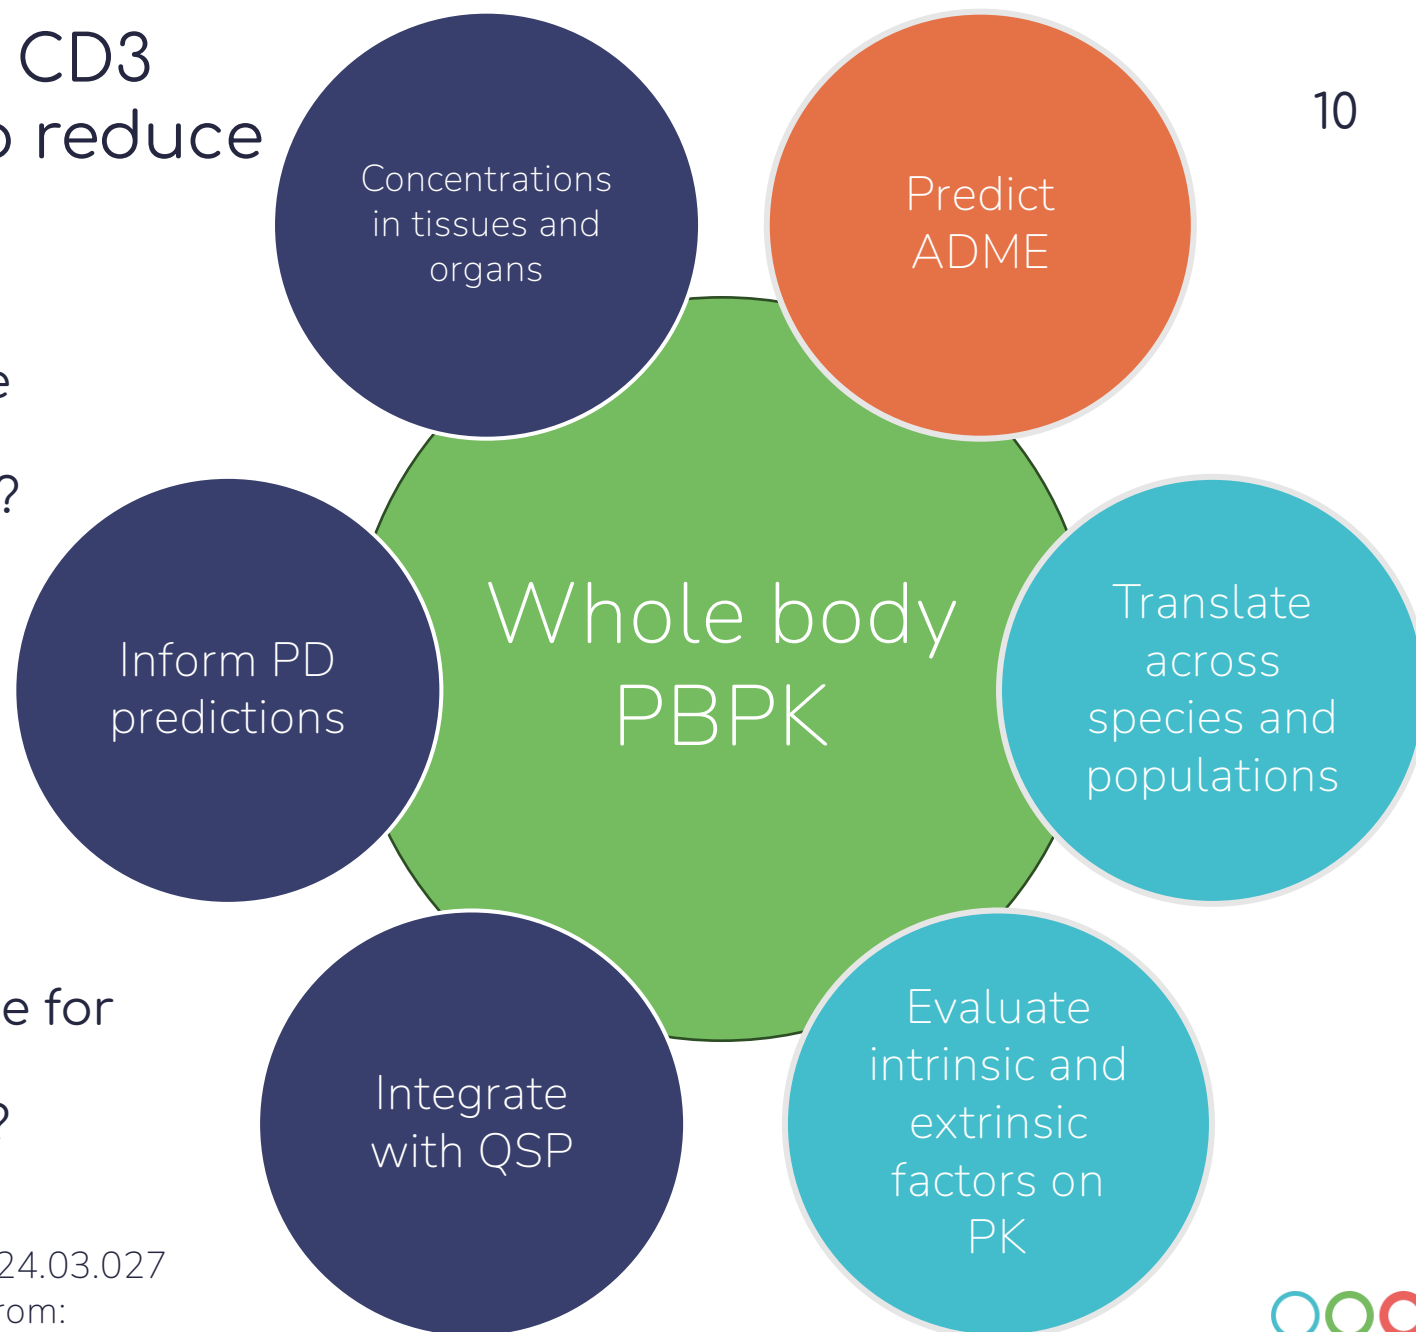 CD3
o reduce
10
e
?
e for
?
24.03.027
rom:
Concentrations
in tissues and
organs
Predict
ADME
Inform PD
predictions
Whole body
PBPK
Translate
across
species and
populations
Integrate
with QSP
Evaluate
intrinsic and
extrinsic
factors on
PK